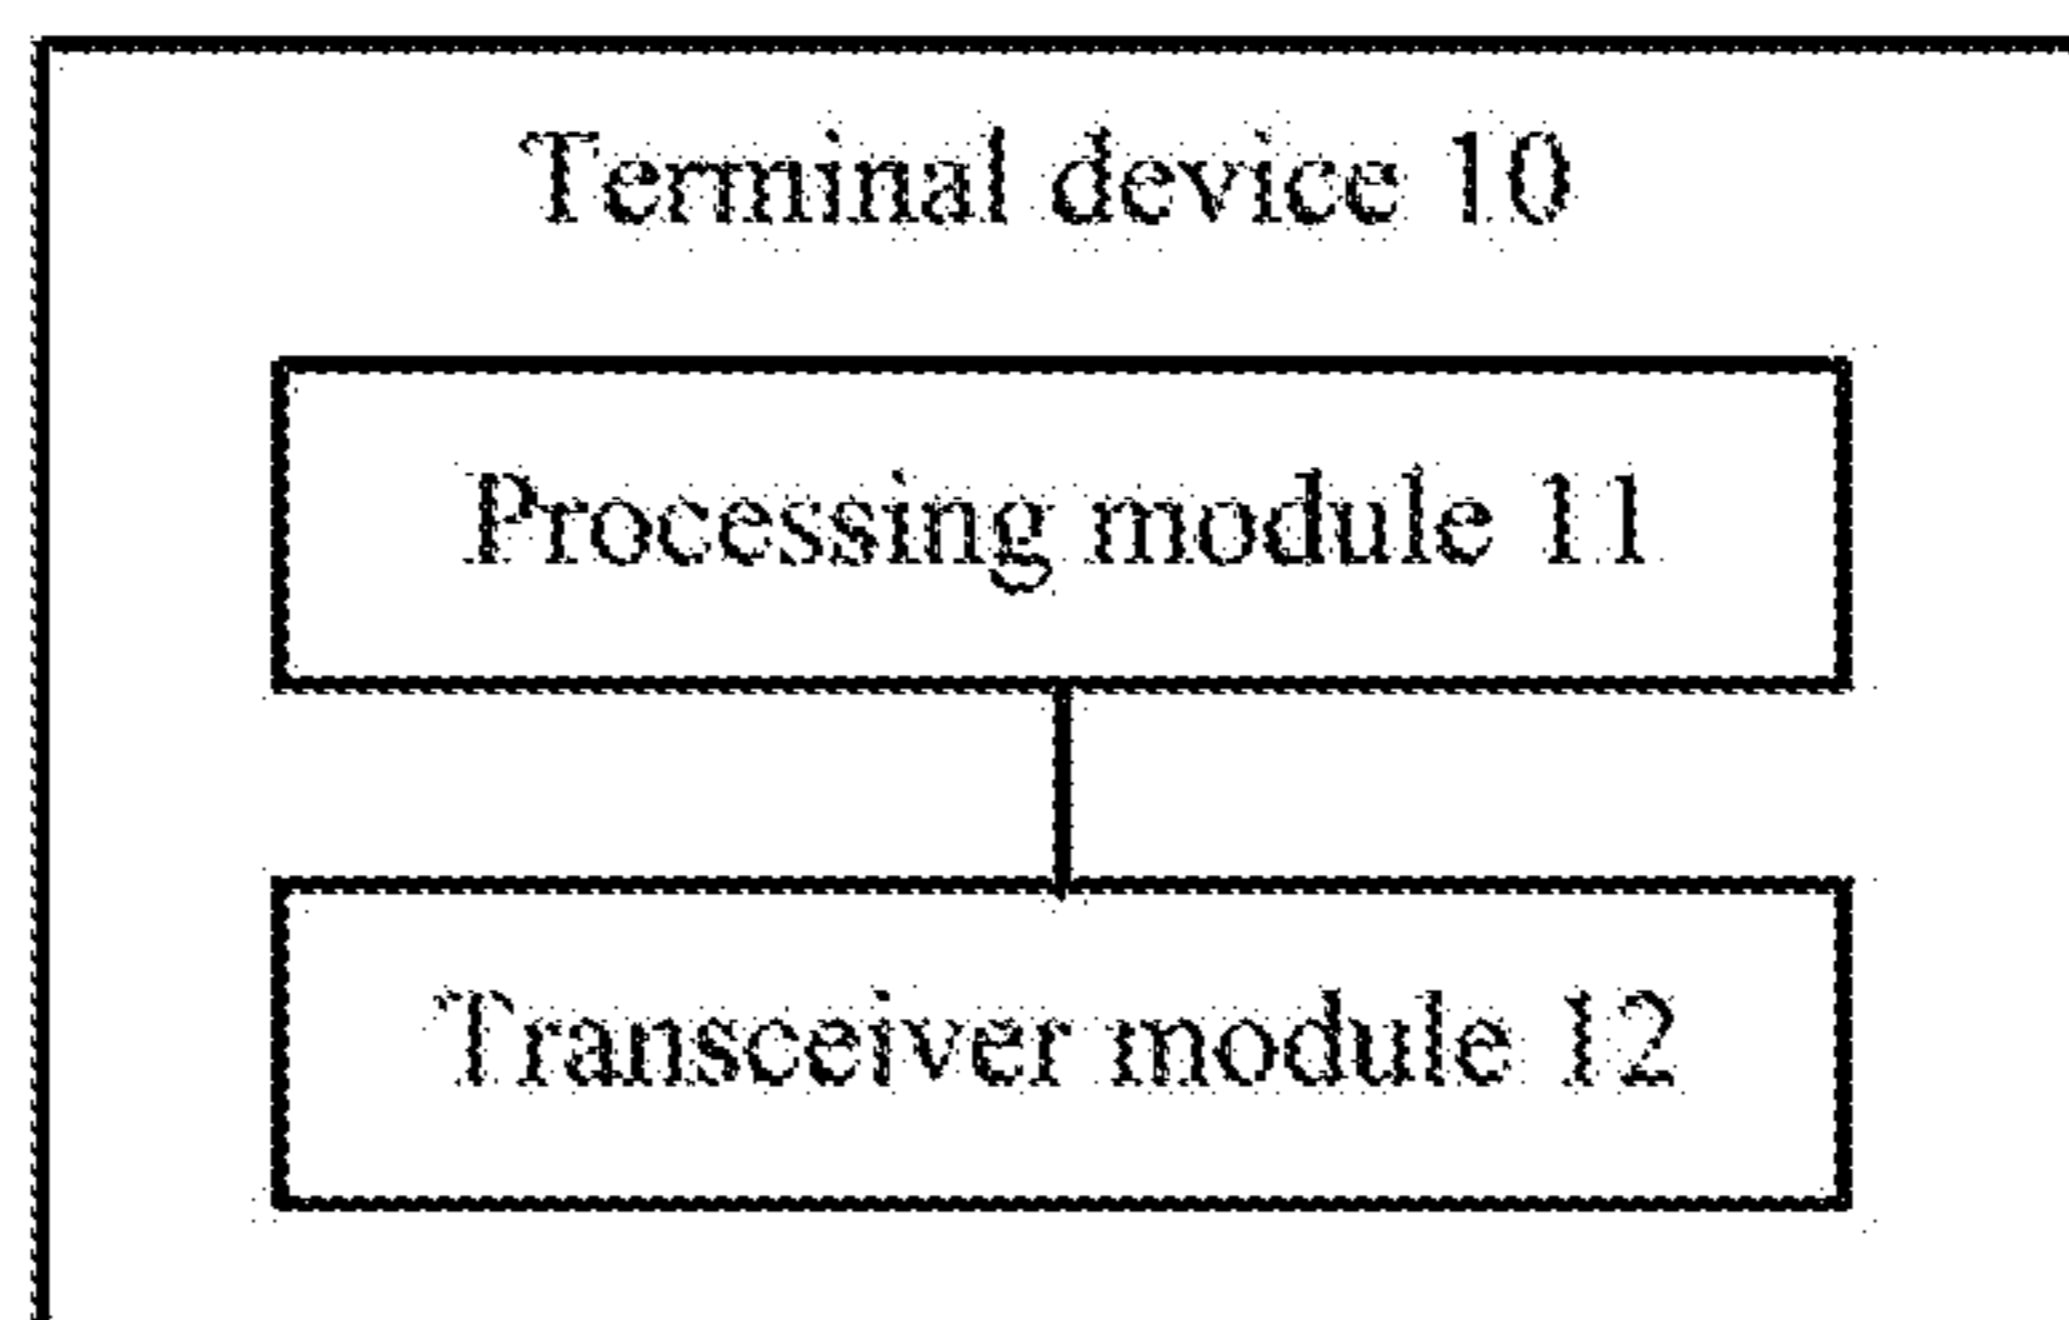 Terminal device 10
Processing module 11
Transceiver module 12